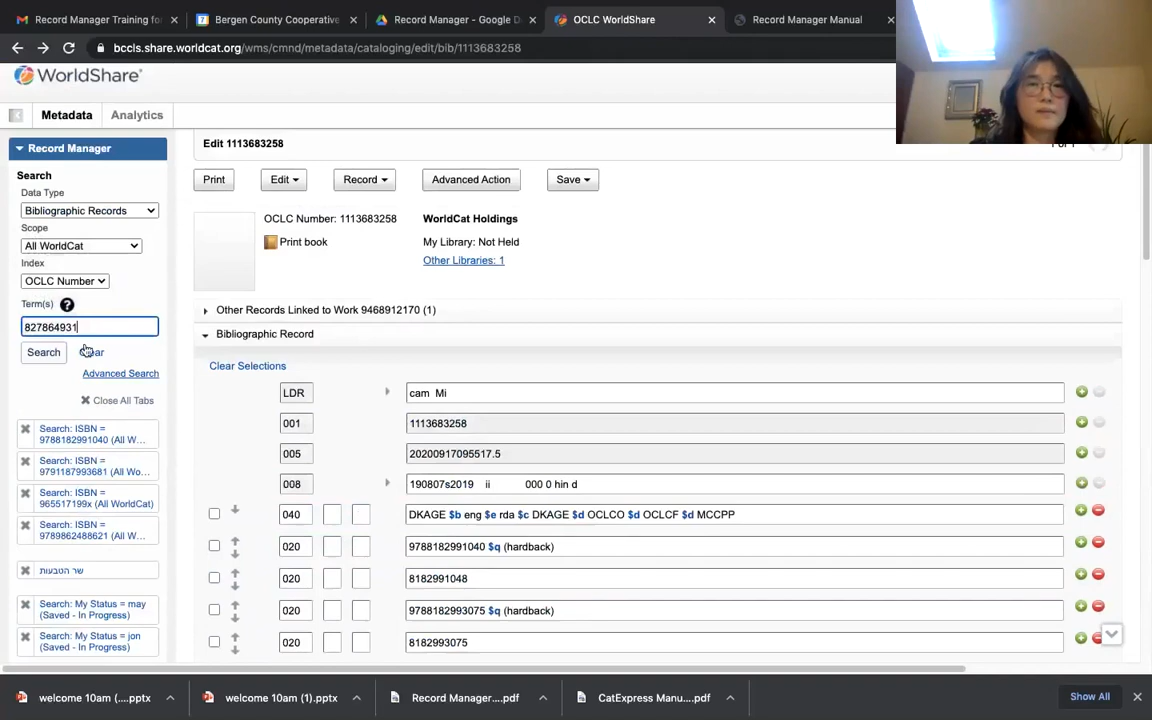 Record Manager Training for
Bergen County Cooperative
Record Manager - Google D
OCLC WorldShare
Record Manager Manual
bccls.share.worldcat.org/wms/cmnd/metadata/cataloging/edit/bib/1113683258
WorldShare®
Metadata
Analytics
Record Manager
Search
Data Type
Bibliographic Records
Scope
All WorldCat
Index
OCLC Number
Term(s)
827864931
Search
Clear
Advanced Search
Close All Tabs
Search: ISBN =
9788182991040 (All W...
Search: ISBN =
9791187993681 (All Wo...
Search: ISBN =
965517199x (All WorldCat)
Search: ISBN =
9789862488621 (All W...
שר הטבעות
Search: My Status = may
(Saved - In Progress)
Search: My Status = jon
(Saved - In Progress)
Edit 1113683258
Print
Edit
Record
Advanced Action
Save
OCLC Number: 1113683258
Print book
WorldCat Holdings
My Library: Not Held
Other Libraries: 1
Other Records Linked to Work 9468912170 (1)
Bibliographic Record
Clear Selections
LDR cam Mi
001 1113683258
005 20200917095517.5
008 190807s2019 ii 000 0 hin d
040 DKAGE $b eng $e rda $c DKAGE $d OCLCO $d OCLCF $d MCCPP
020 9788182991040 $q (hardback)
020 8182991048
020 9788182993075 $q (hardback)
020 8182993075
welcome 10am (....pptx
welcome 10am (1).pptx
Record Manager....pdf
CatExpress Manu....pdf
Show All